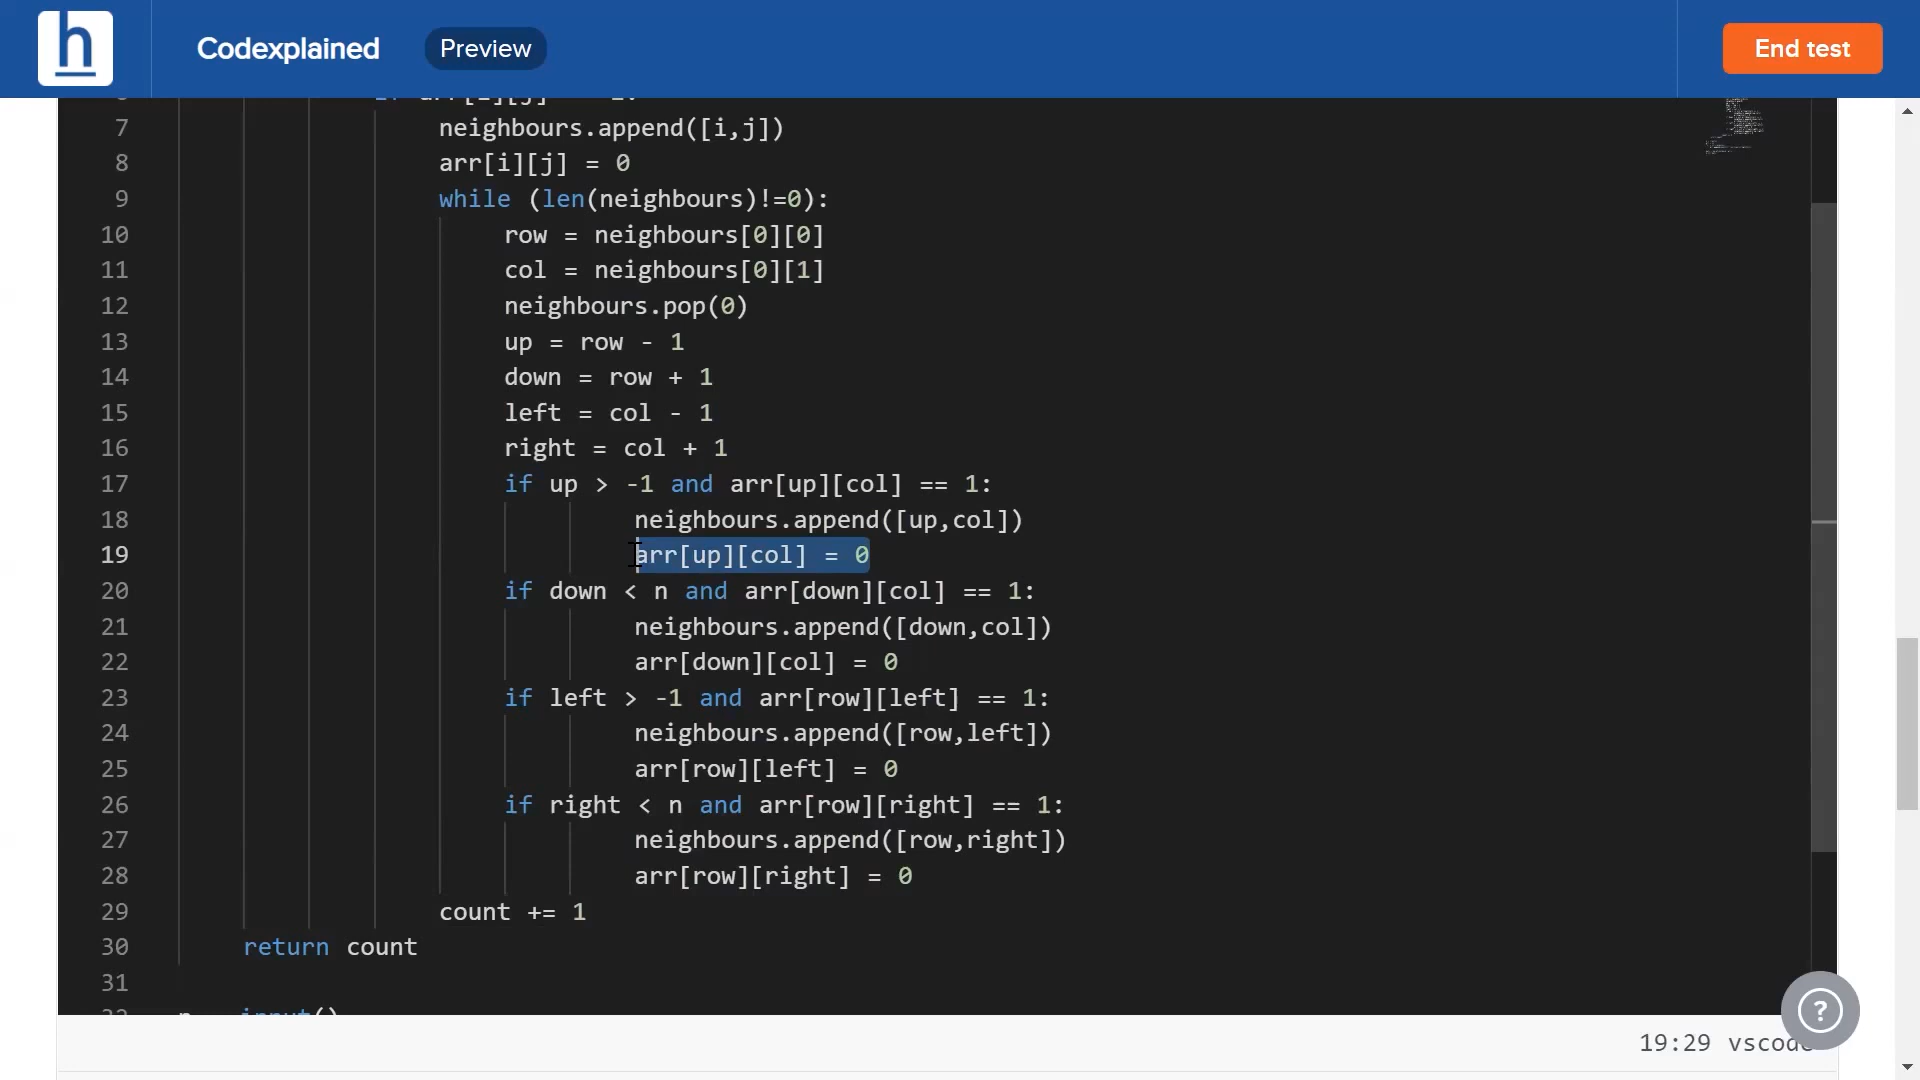 h
Codexplained
Preview
End test
7 neighbours.append([i,j])
8 arr[i][j] = 0
9 while (len(neighbours)!=0):
10 row = neighbours[0][0]
11 col = neighbours[0][1]
12 neighbours.pop(0)
13 up = row - 1
14 down = row + 1
15 left = col - 1
16 right = col + 1
17 if up > -1 and arr[up][col] == 1:
18 neighbours.append([up,col])
19 arr[up][col] = 0
20 if down < n and arr[down][col] == 1:
21 neighbours.append([down,col])
22 arr[down][col] = 0
23 if left > -1 and arr[row][left] == 1:
24 neighbours.append([row,left])
25 arr[row][left] = 0
26 if right < n and arr[row][right] == 1:
27 neighbours.append([row,right])
28 arr[row][right] = 0
29 count += 1
30 return count
31
?
19:29 vscode